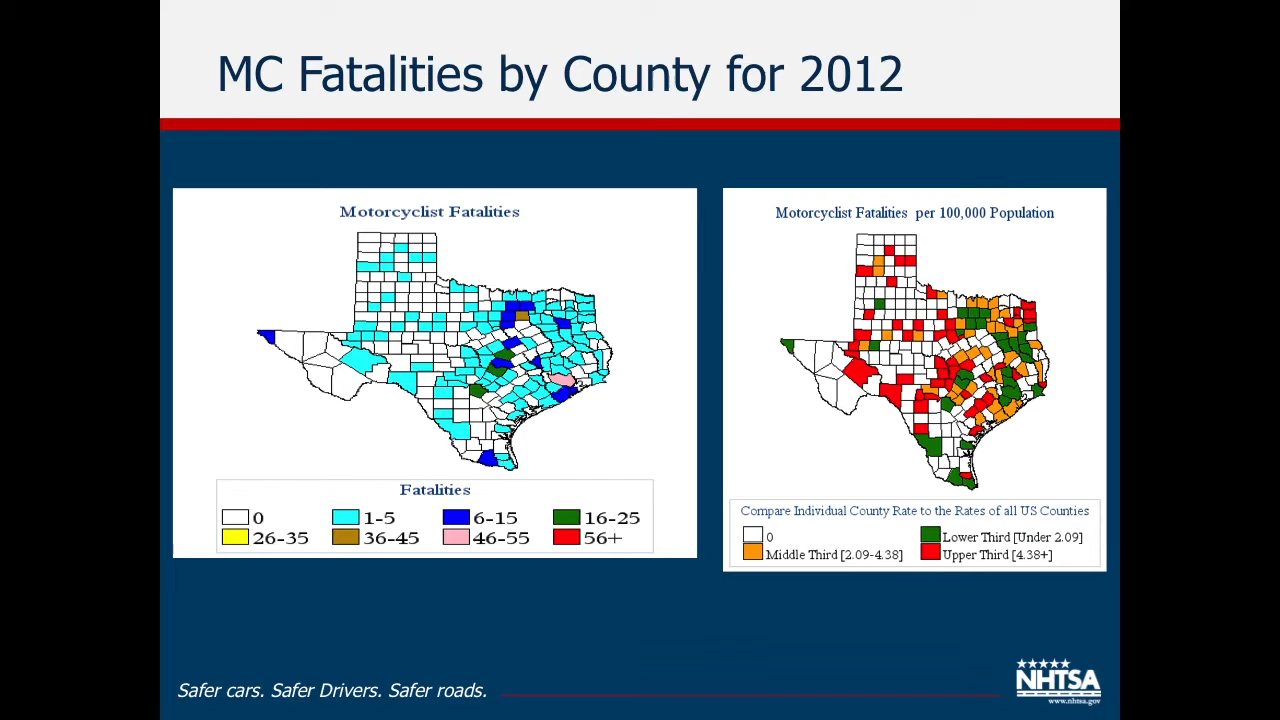 MC Fatalities by County for 2012
Motorcyclist Fatalities
Fatalities
0
1-5
6-15
16-25
26-35
36-45
46-55
56+
Motorcyclist Fatalities per 100,000 Population
Compare Individual County Rate to the Rates of all US Counties
0
Lower Third [Under 2.09]
Middle Third [2.09-4.38]
Upper Third [4.38+]
Safer cars. Safer Drivers. Safer roads.
NHTSA
www.nhtsa.gov